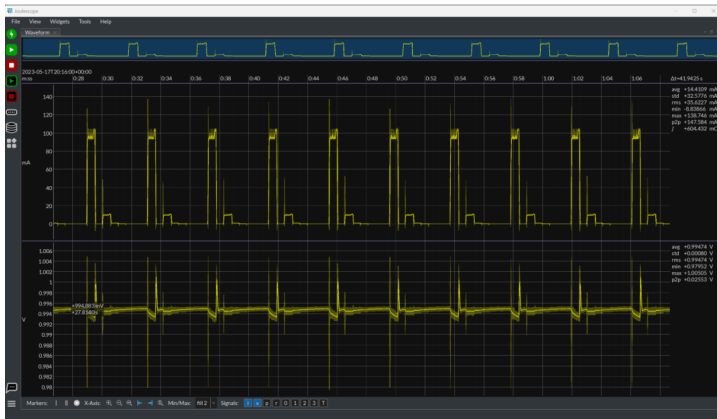 Joulescope
File View Widgets Tools Help
Waveform
2023-05-17T20:16:00+00:00
m:ss 0:28 0:30 0:32 0:34 0:36 0:38 0:40 0:42 0:44 0:46 0:48 0:50 0:52 0:54 0:56 0:58 1:00 1:02 1:04 1:06 Δt=41.9425 s
140
120
100
80
mA
60
40
20
0
avg +14.4109 mA
std +32.5776 mA
rms +35.6227 mA
min -8.83866 mA
max +138.746 mA
p2p +147.584 mA
∫ +604.432 mC
1.006
1.004
1.002
1
0.998
0.996
0.994
V
0.992
0.99
0.988
0.986
0.984
0.982
0.98
+27.8
avg +0.99474 V
std +0.00080 V
rms +0.99474 V
min +0.97952 V
max +1.00505 V
p2p +0.02553 V
Markers: X-Axis: Min/Max: fill 2 Signals: i v p r 0 1 2 3 T